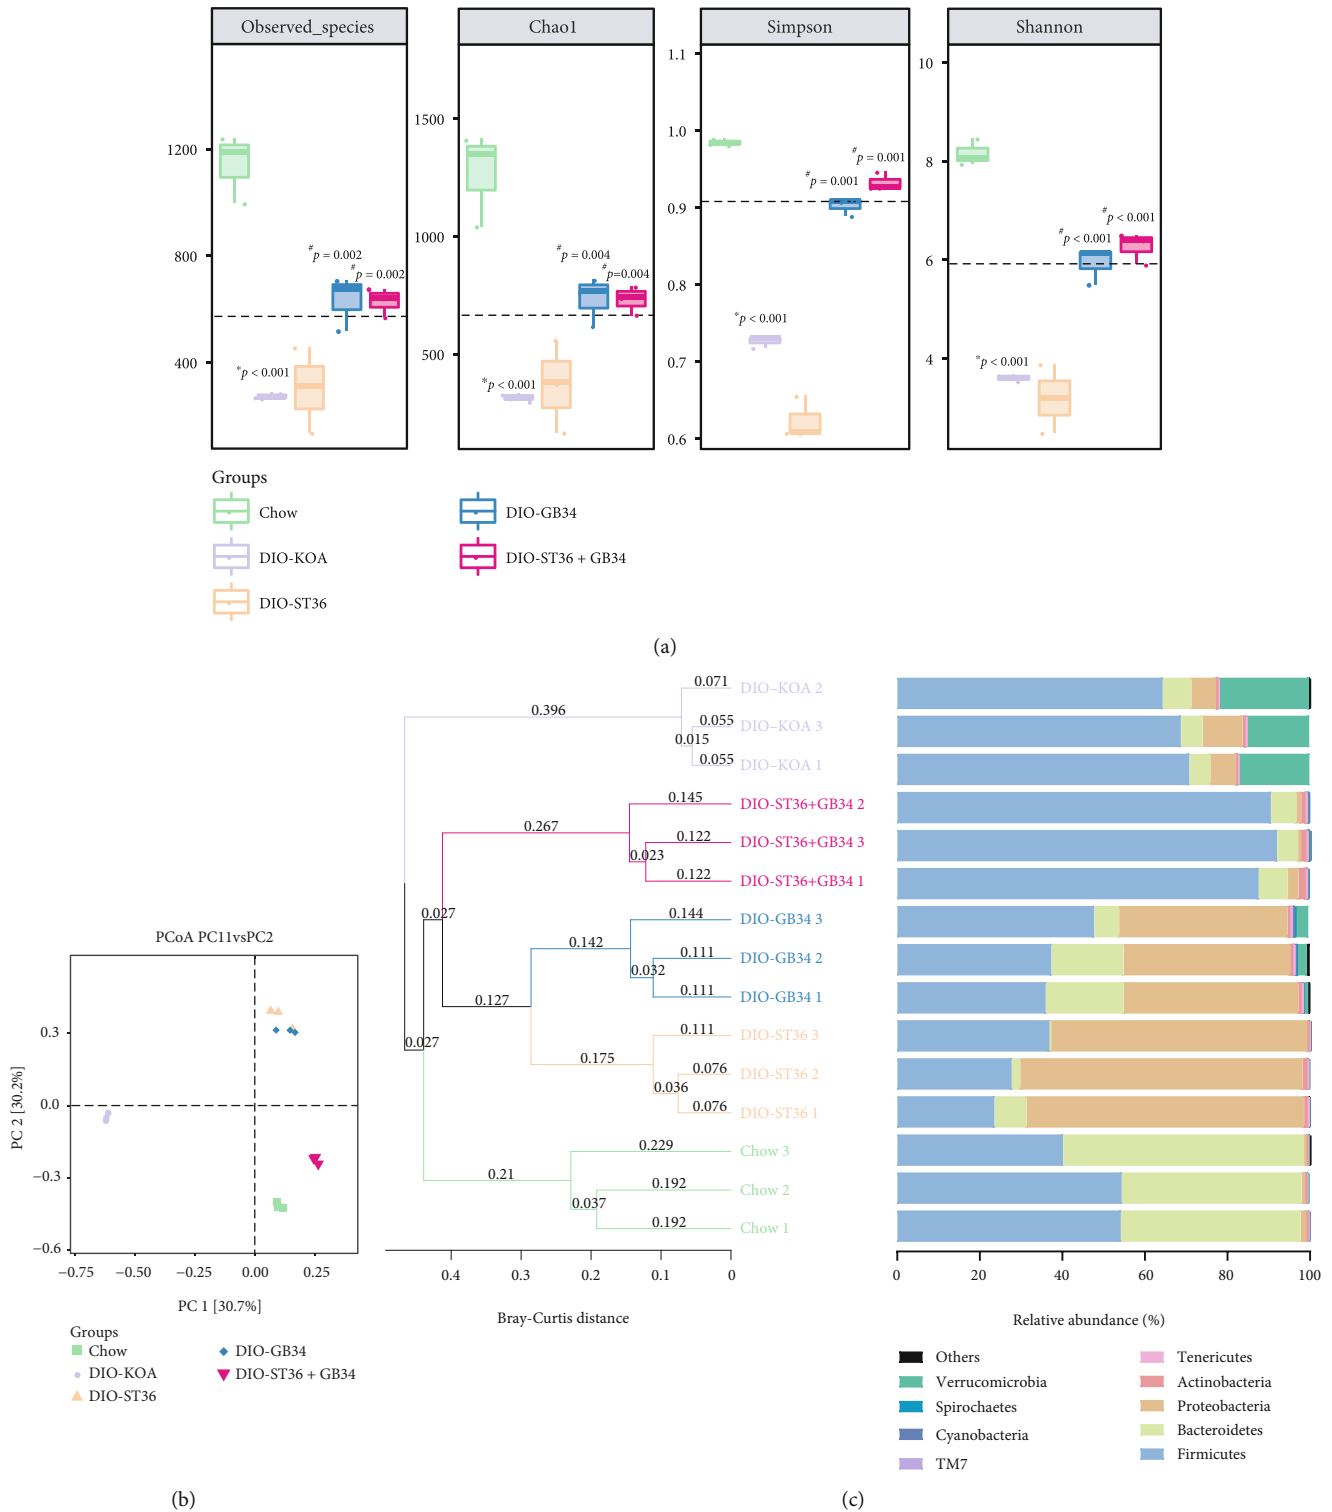 Observed_species
Chao1
Simpson
Shannon
1200
800
400
# p = 0.002
# p = 0.002
* p < 0.001
1500
1000
500
# p = 0.004
# p=0.004
* p < 0.001
1.1
1.0
0.9
0.8
0.7
0.6
# p = 0.001
# p = 0.001
* p < 0.001
10
8
6
4
# p < 0.001
# p < 0.001
* p < 0.001
Groups
Chow
DIO-KOA
DIO-ST36
DIO-GB34
DIO-ST36 + GB34
(a)
PCoA PC11vsPC2
PC 2 [30.2%]
0.3
0.0
−0.3
−0.6
−0.75
−0.50
−0.25
0.00
0.25
PC 1 [30.7%]
Groups
Chow
DIO-KOA
DIO-ST36
DIO-GB34
DIO-ST36 + GB34
(b)
0.071
DIO–KOA 2
0.396
0.055
DIO–KOA 3
0.015
0.055
DIO–KOA 1
0.145
DIO-ST36+GB34 2
0.267
0.122
DIO-ST36+GB34 3
0.023
0.122
DIO-ST36+GB34 1
0.027
0.144
DIO-GB34 3
0.142
0.111
DIO-GB34 2
0.032
0.111
DIO-GB34 1
0.127
0.111
DIO-ST36 3
0.027
0.175
0.076
DIO-ST36 2
0.036
0.076
DIO-ST36 1
0.229
Chow 3
0.21
0.192
Chow 2
0.037
0.192
Chow 1
0.4
0.3
0.2
0.1
0
Bray-Curtis distance
0
20
40
60
80
100
Relative abundance (%)
Others
Verrucomicrobia
Spirochaetes
Cyanobacteria
TM7
Tenericutes
Actinobacteria
Proteobacteria
Bacteroidetes
Firmicutes
(c)